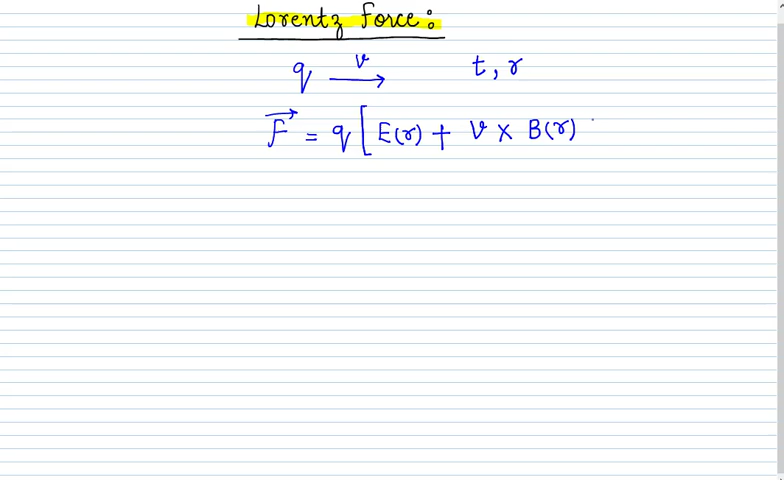 Lorentz Force:
q v → t, r
F⃗ = q [ E(r) + v × B(r)